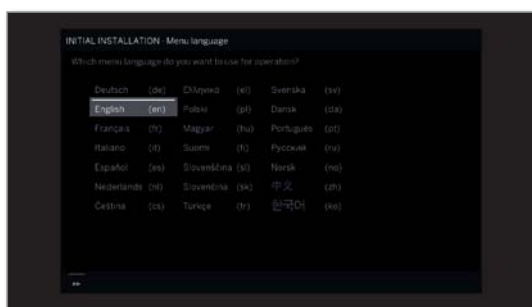 INITIAL INSTALLATION - Menu language
Which menu language do you want to use for operation?
Deutsch (de) Ελληνικά (el) Svenska (sv)
English (en) Polski (pl) Dansk (da)
Français (fr) Magyar (hu) Português (pt)
Italiano (it) Suomi (fi) Русский (ru)
Español (es) Slovenščina (sl) Norsk (no)
Nederlands (nl) Slovenčina (sk) 中文 (zh)
Čeština (cs) Türkçe (tr) 한국어 (ko)